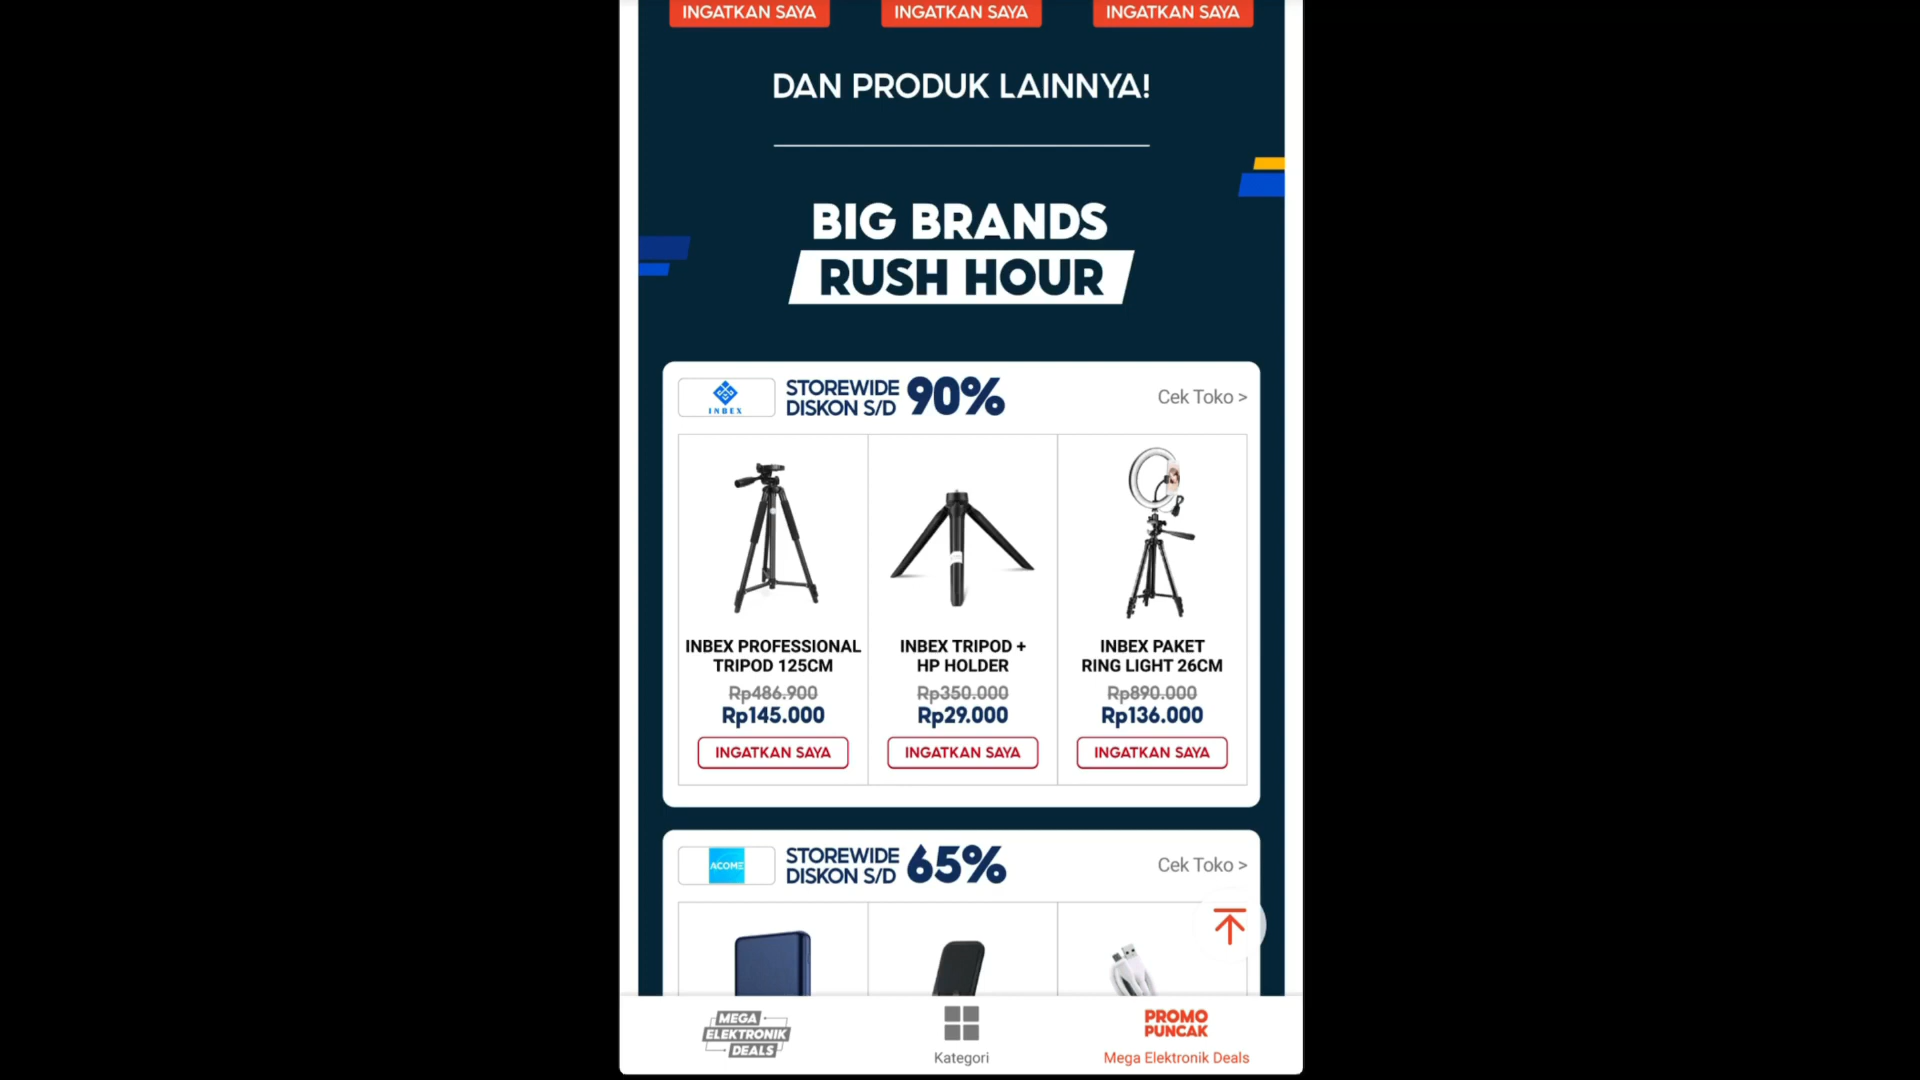 INGATKAN SAYA INGATKAN SAYA INGATKAN SAYA
DAN PRODUK LAINNYA!
BIG BRANDS
RUSH HOUR
INBEX
STOREWIDE
DISKON S/D
90%
Cek Toko >
INBEX PROFESSIONAL
TRIPOD 125CM
Rp486.900
Rp145.000
INGATKAN SAYA
INBEX TRIPOD +
HP HOLDER
Rp350.000
Rp29.000
INGATKAN SAYA
INBEX PAKET
RING LIGHT 26CM
Rp890.000
Rp136.000
INGATKAN SAYA
ACOME
STOREWIDE
DISKON S/D
65%
Cek Toko >
MEGA
ELEKTRONIK
DEALS
Kategori
PROMO
PUNCAK
Mega Elektronik Deals